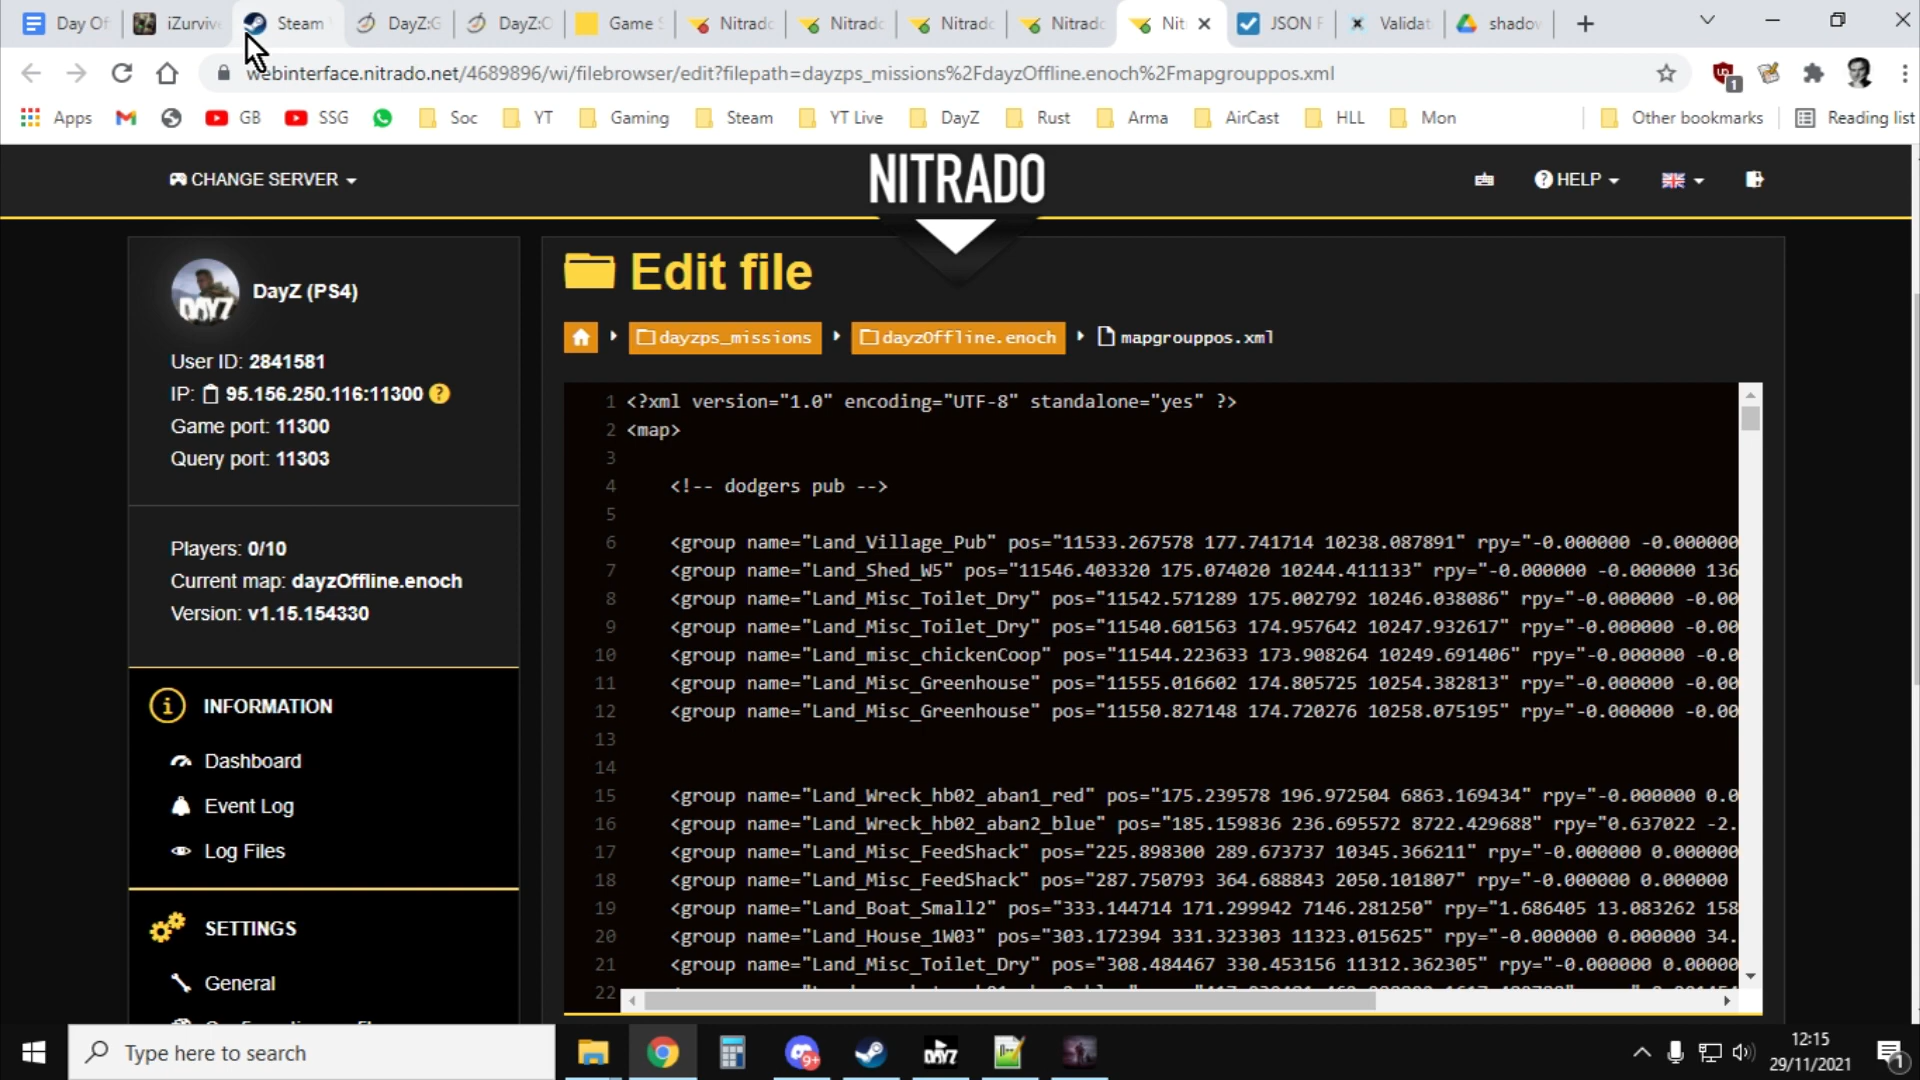 Day Of
iZurvive
Steam
DayZ:G
DayZ:O
Game S
Nitrado
Nitrado
Nitrado
Nitrado
Nit
JSON F
Validat
shadow
webinterface.nitrado.net/4689896/wi/filebrowser/edit?filepath=dayzps_missions%2FdayzOffline.enoch%2Fmapgrouppos.xml
1
Apps GB SSG Soc YT Gaming Steam YT Live DayZ Rust Arma AirCast HLL Mon Other bookmarks Reading list
CHANGE SERVER
NITRADO
HELP
DAYZ
DayZ (PS4)
User ID: 2841581
IP: 95.156.250.116:11300 ?
Game port: 11300
Query port: 11303
Players: 0/10
Current map: dayzOffline.enoch
Version: v1.15.154330
INFORMATION
Dashboard
Event Log
Log Files
SETTINGS
General
Edit file
dayzps_missions dayzOffline.enoch mapgrouppos.xml
1 <?xml version="1.0" encoding="UTF-8" standalone="yes" ?>
2 <map>
3
4 <!-- dodgers pub -->
5
6 <group name="Land_Village_Pub" pos="11533.267578 177.741714 10238.087891" rpy="-0.000000 -0.000000
7 <group name="Land_Shed_W5" pos="11546.403320 175.074020 10244.411133" rpy="-0.000000 -0.000000 136
8 <group name="Land_Misc_Toilet_Dry" pos="11542.571289 175.002792 10246.038086" rpy="-0.000000 -0.00
9 <group name="Land_Misc_Toilet_Dry" pos="11540.601563 174.957642 10247.932617" rpy="-0.000000 -0.00
10 <group name="Land_misc_chickenCoop" pos="11544.223633 173.908264 10249.691406" rpy="-0.000000 -0.0
11 <group name="Land_Misc_Greenhouse" pos="11555.016602 174.805725 10254.382813" rpy="-0.000000 -0.00
12 <group name="Land_Misc_Greenhouse" pos="11550.827148 174.720276 10258.075195" rpy="-0.000000 -0.00
13
14
15 <group name="Land_Wreck_hb02_aban1_red" pos="175.239578 196.972504 6863.169434" rpy="-0.000000 0.0
16 <group name="Land_Wreck_hb02_aban2_blue" pos="185.159836 236.695572 8722.429688" rpy="0.637022 -2.
17 <group name="Land_Misc_FeedShack" pos="225.898300 289.673737 10345.366211" rpy="-0.000000 0.000000
18 <group name="Land_Misc_FeedShack" pos="287.750793 364.688843 2050.101807" rpy="-0.000000 0.000000
19 <group name="Land_Boat_Small2" pos="333.144714 171.299942 7146.281250" rpy="1.686405 13.083262 158
20 <group name="Land_House_1W03" pos="303.172394 331.323303 11323.015625" rpy="-0.000000 0.000000 34.
21 <group name="Land_Misc_Toilet_Dry" pos="308.484467 330.453156 11312.362305" rpy="-0.000000 0.00000
22
Type here to search
9+
DAYZ
12:15
29/11/2021
1